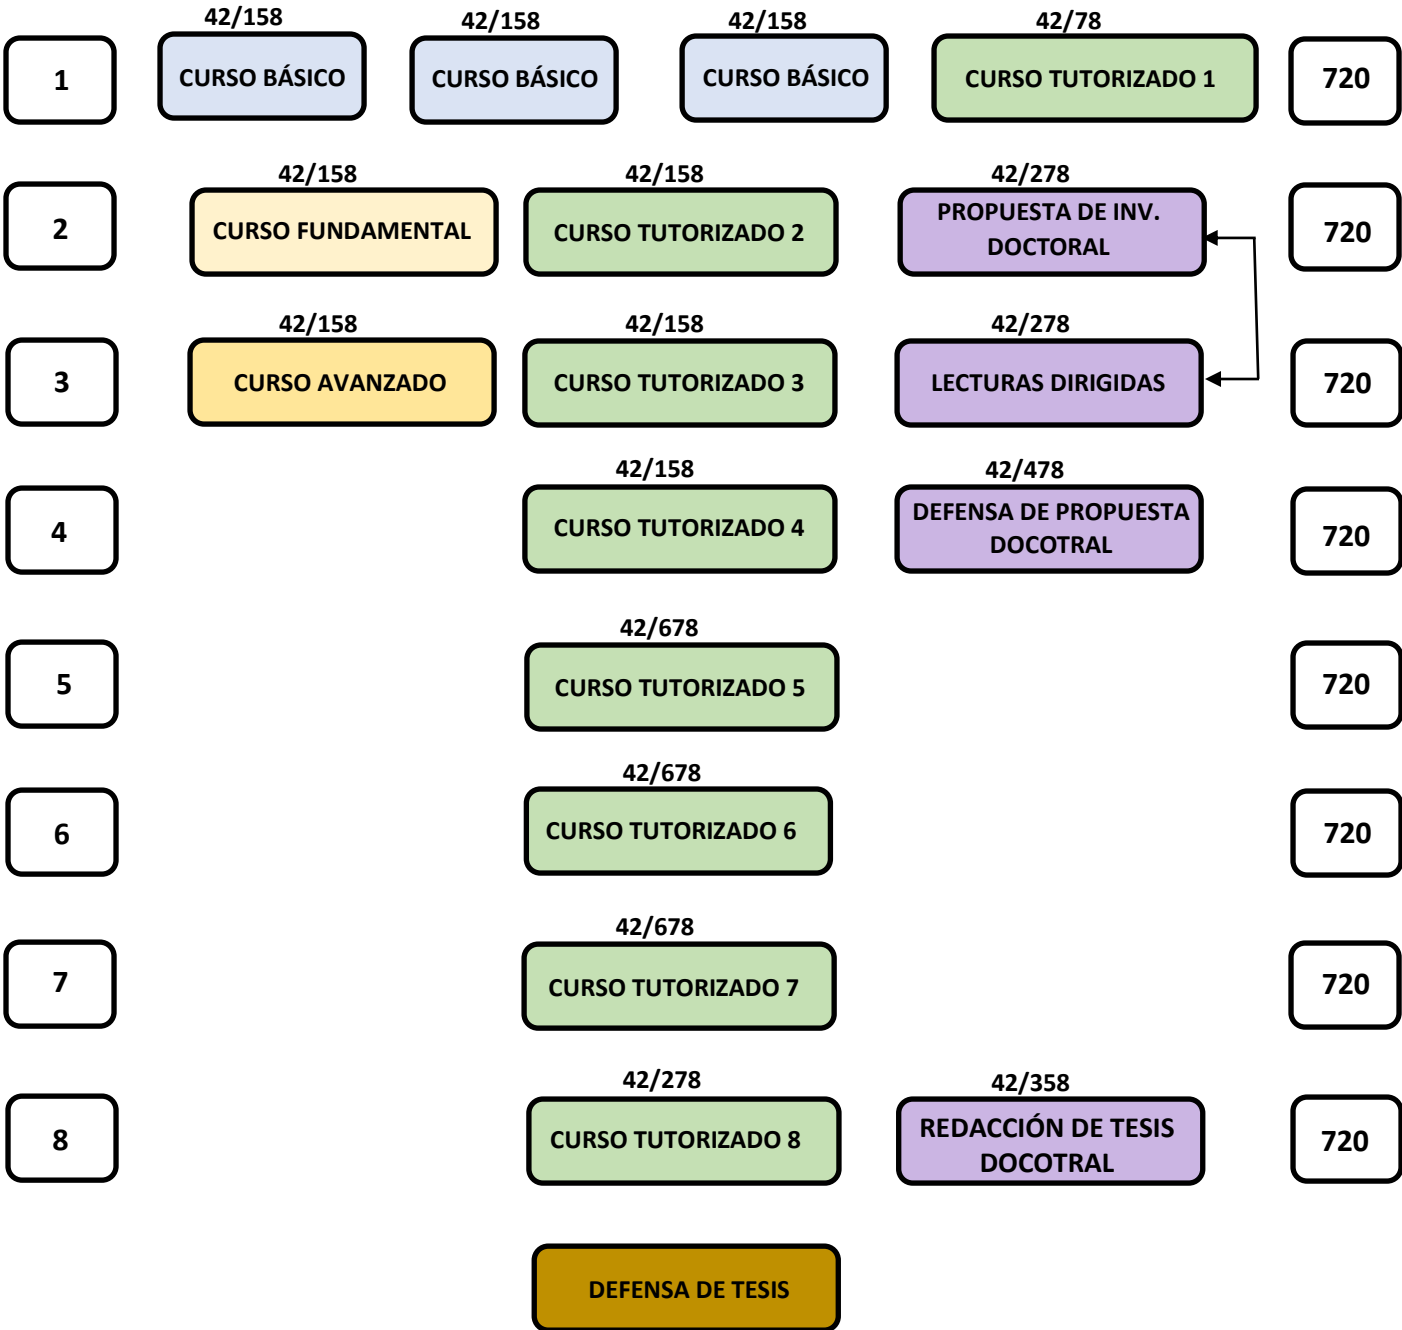 42/158
42/158
42/158
42/78
1
CURSO BÁSICO
CURSO BÁSICO
CURSO BÁSICO
CURSO TUTORIZADO 1
720
42/158
42/158
42/278
2
CURSO FUNDAMENTAL
CURSO TUTORIZADO 2
PROPUESTA DE INV.
DOCTORAL
720
42/158
42/158
42/278
3
CURSO AVANZADO
CURSO TUTORIZADO 3
LECTURAS DIRIGIDAS
720
42/158
42/478
4
CURSO TUTORIZADO 4
DEFENSA DE PROPUESTA
DOCOTRAL
720
42/678
5
CURSO TUTORIZADO 5
720
42/678
6
CURSO TUTORIZADO 6
720
42/678
7
CURSO TUTORIZADO 7
720
42/278
42/358
8
CURSO TUTORIZADO 8
REDACCIÓN DE TESIS
DOCOTRAL
720
DEFENSA DE TESIS